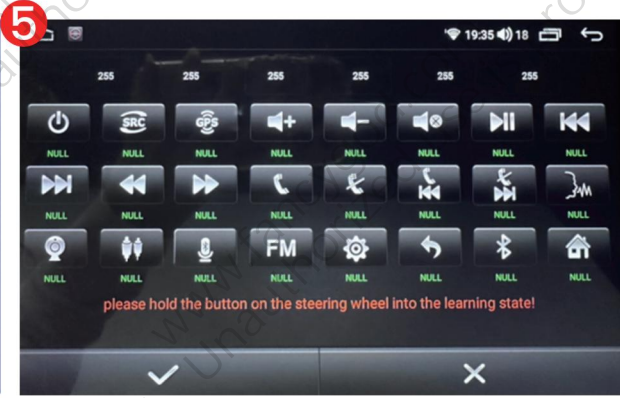 5
19:35 18
255 255 255 255 255 255
SRC GPS
NULL NULL NULL NULL NULL NULL NULL NULL
NULL NULL NULL NULL NULL NULL NULL NULL
FM
NULL NULL NULL NULL NULL NULL NULL NULL
please hold the button on the steering wheel into the learning state!